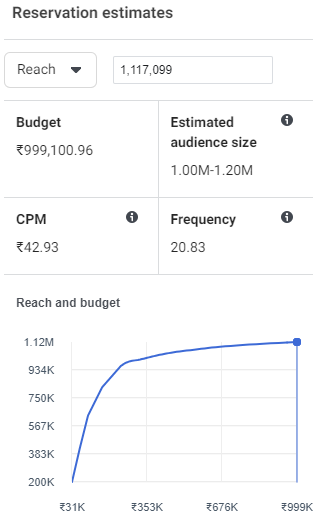 Reservation estimates
Reach 1,117,099
Budget
₹999,100.96
Estimated
audience size
1.00M-1.20M
CPM
₹42.93
Frequency
20.83
Reach and budget
1.12M
934K
750K
567K
383K
200K
₹31K ₹353K ₹676K ₹999K